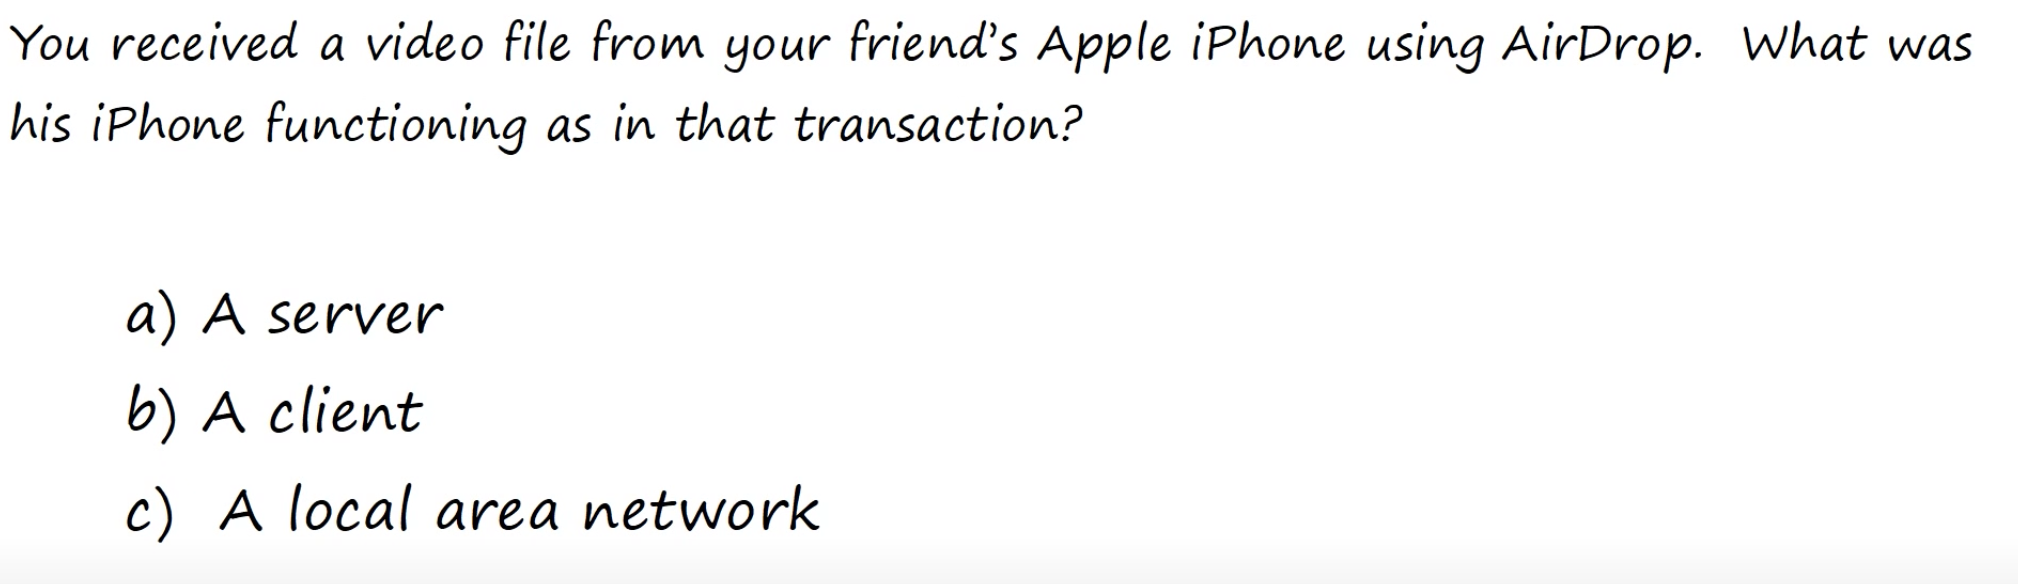 You received a video file from your friend's Apple iPhone using AirDrop. What was
his iPhone functioning as in that transaction?
a) A server
b) A client
c) A local area network